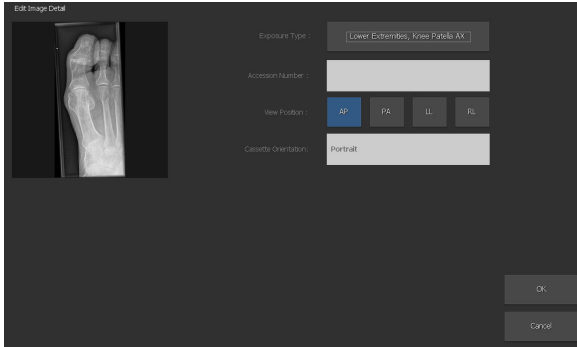 Edit Image Detail
Exposure Type :
Lower Extremities, Knee Patella AX
Accession Number :
View Position :
AP
PA
LL
RL
Cassette Orientation:
Portrait
OK
Cancel